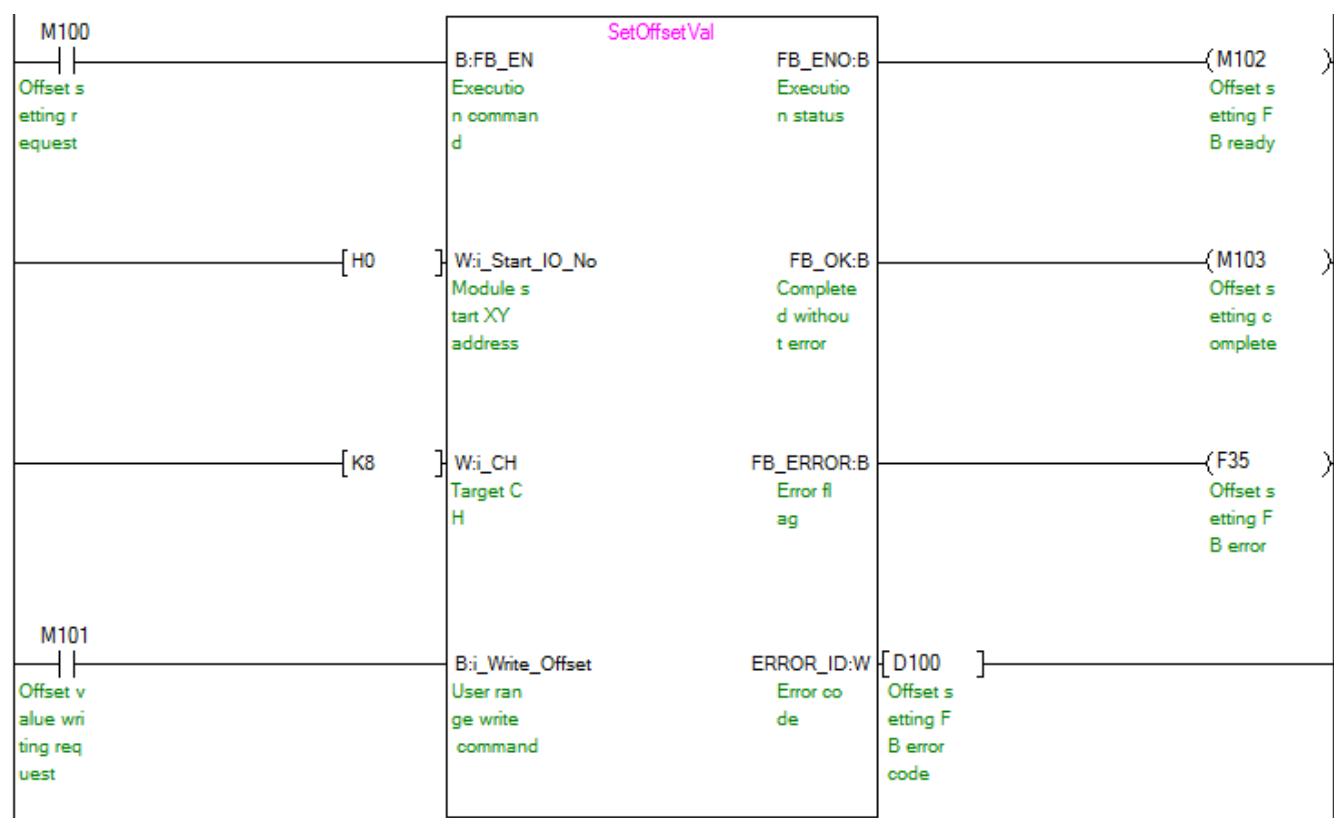 M100
SetOffsetVal
B:FB_EN
FB_ENO:B
(M102 )
Offset s
etting r
equest
Executio
n comman
d
Executio
n status
Offset s
etting F
B ready
[H0 ]
W:i_Start_IO_No
FB_OK:B
(M103 )
Module s
tart XY
address
Complete
d withou
t error
Offset s
etting c
omplete
[K8 ]
W:i_CH
FB_ERROR:B
(F35 )
Target C
H
Error fl
ag
Offset s
etting F
B error
M101
B:i_Write_Offset
ERROR_ID:W
[D100 ]
Offset v
alue wri
ting req
uest
User ran
ge write
command
Error co
de
Offset s
etting F
B error
code